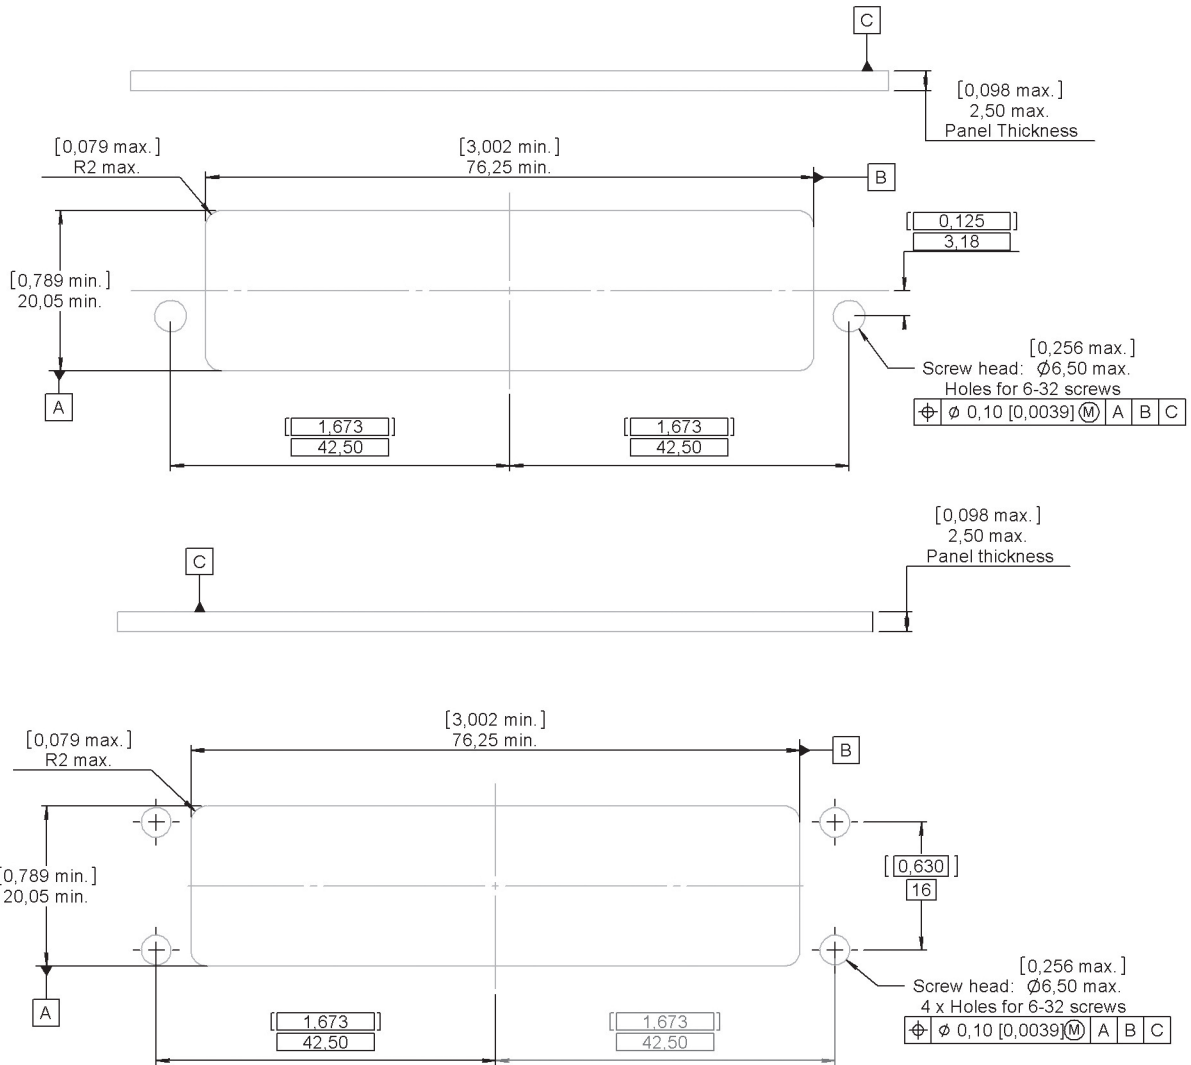 C
[0,098 max.]
2,50 max.
Panel Thickness
[0,079 max.]
R2 max.
[3,002 min.]
76,25 min.
B
[0,125]
3,18
[0,789 min.]
20,05 min.
A
[0,256 max.]
Screw head: Ø6,50 max.
Holes for 6-32 screws
⌖ ø 0,10 [0,0039] Ⓜ A B C
[1,673]
42,50
[1,673]
42,50
[0,098 max.]
2,50 max.
Panel thickness
C
[3,002 min.]
76,25 min.
B
[0,079 max.]
R2 max.
[0,789 min.]
20,05 min.
A
[0,630]
16
[0,256 max.]
Screw head: Ø6,50 max.
4 x Holes for 6-32 screws
⌖ ø 0,10 [0,0039] Ⓜ A B C
[1,673]
42,50
[1,673]
42,50